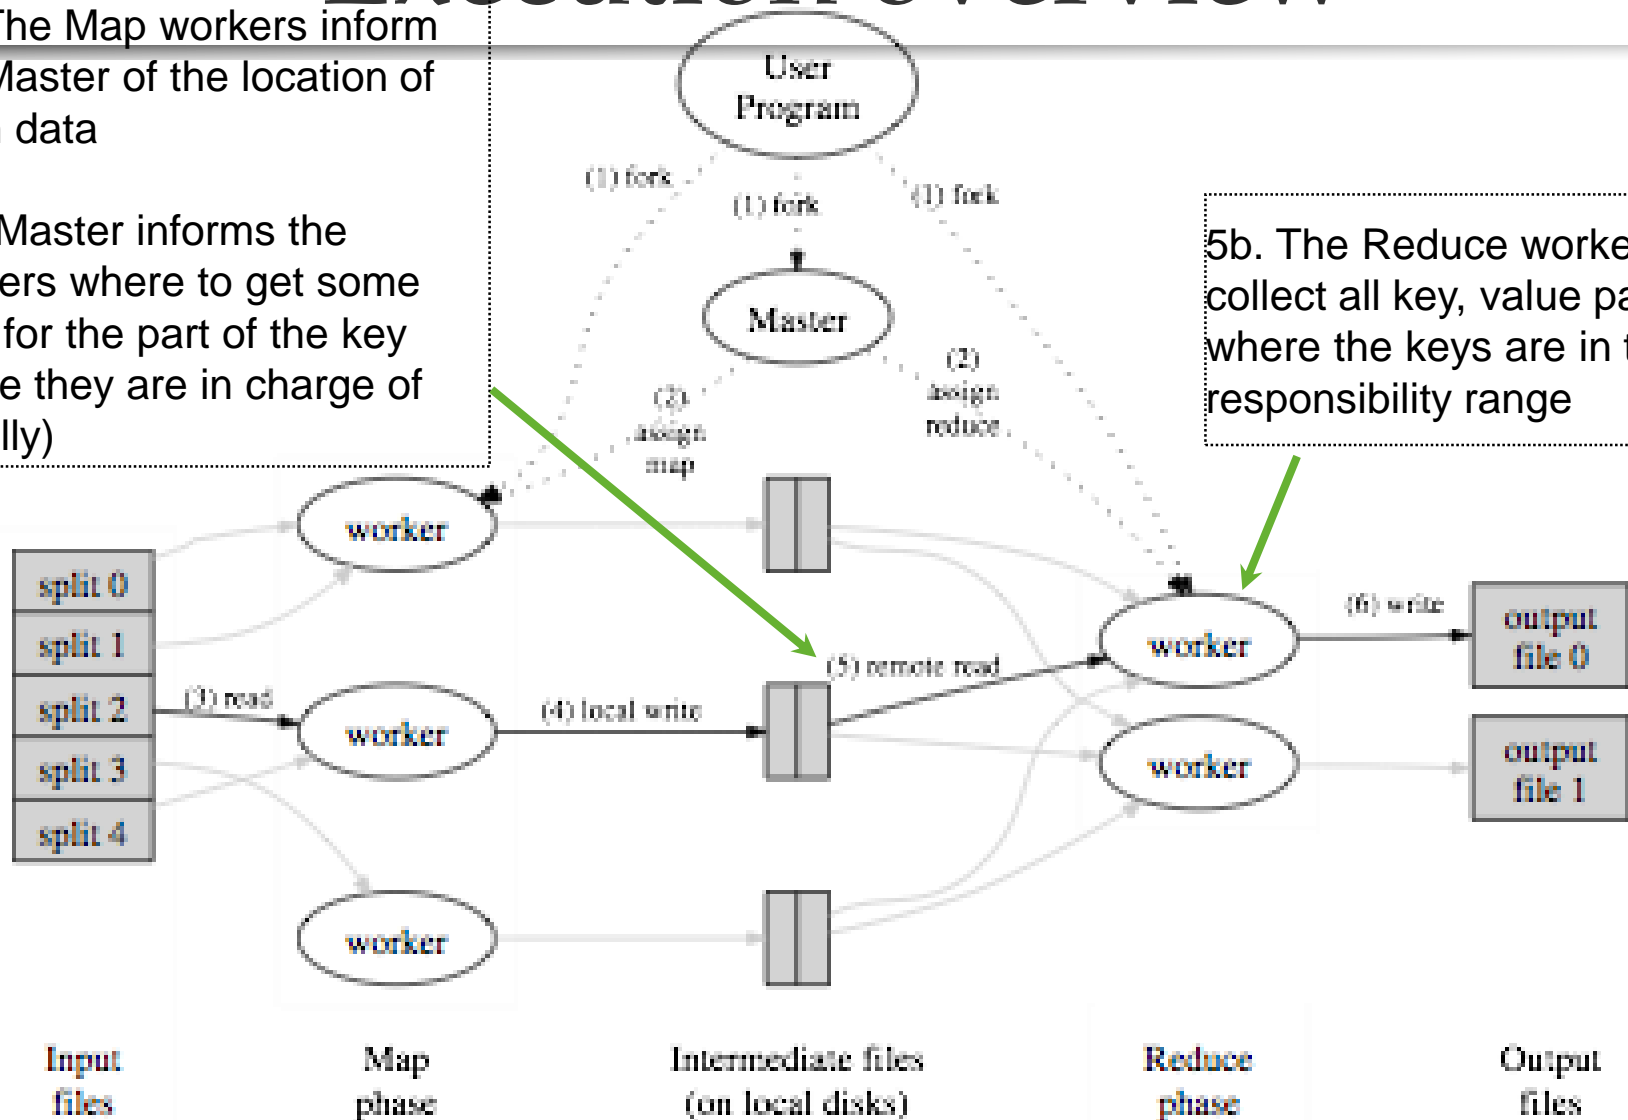 Execution overview
The Map workers inform
Master of the location of
data
Master informs the
where to get some
for the part of the key
they are in charge of
5b. The Reduce
collect all key, value
where the keys are in
responsibility range
User
Program
(1) fork
(1) fork
(1) fork
Master
(2)
assign
map
(2)
assign
reduce
worker
split 0
split 1
split 2
split 3
split 4
(3) read
worker
(4) local write
worker
(5) remote read
worker
worker
(6) write
output
file 0
output
file 1
Input
files
Map
phase
Intermediate files
(on local disks)
Reduce
phase
Output
files